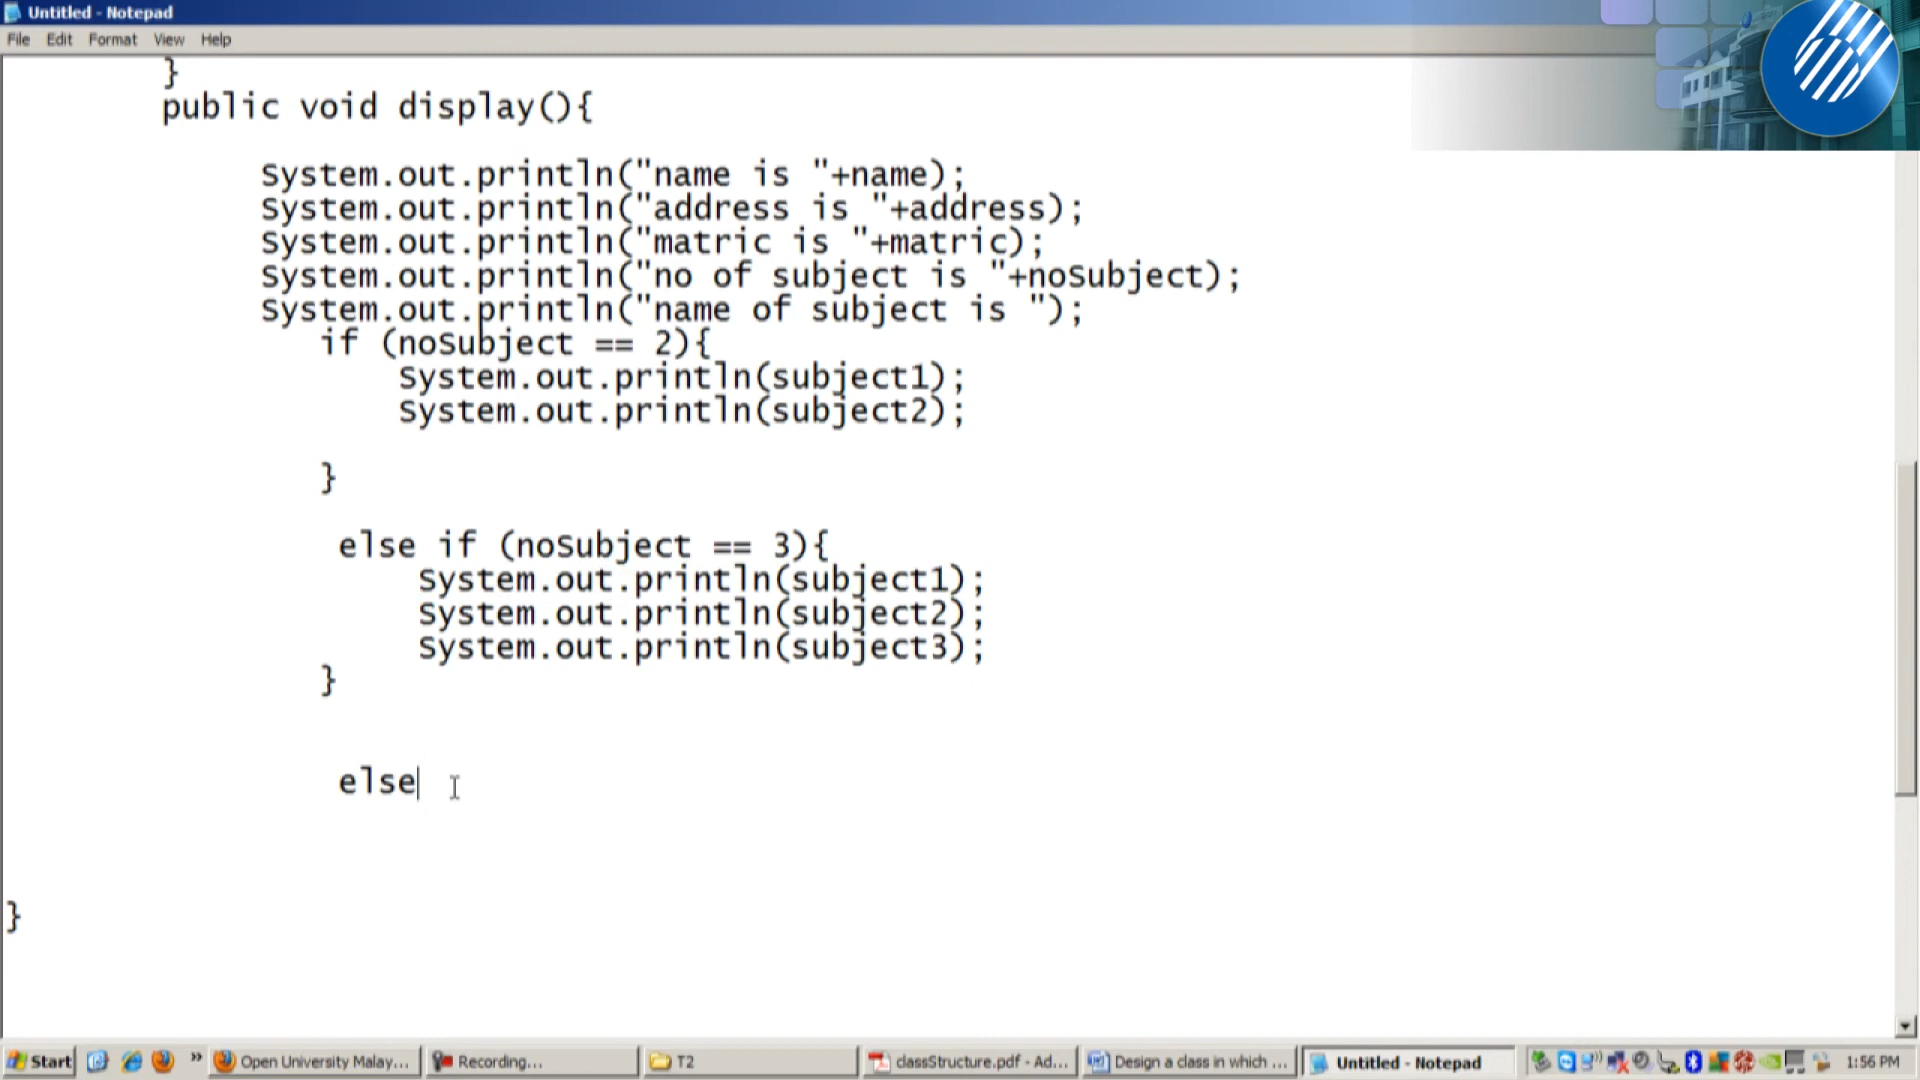 Untitled - Notepad
File Edit Format View Help
}
public void display(){
System.out.println("name is "+name);
System.out.println("address is "+address);
System.out.println("matric is "+matric);
System.out.println("no of subject is "+noSubject);
System.out.println("name of subject is ");
if (noSubject == 2){
System.out.println(subject1);
System.out.println(subject2);
}
else if (noSubject == 3){
System.out.println(subject1);
System.out.println(subject2);
System.out.println(subject3);
}
else
}
Start » Open University Malay... Recording... T2 classStructure.pdf - Ad... Design a class in which ... Untitled - Notepad 1:56 PM